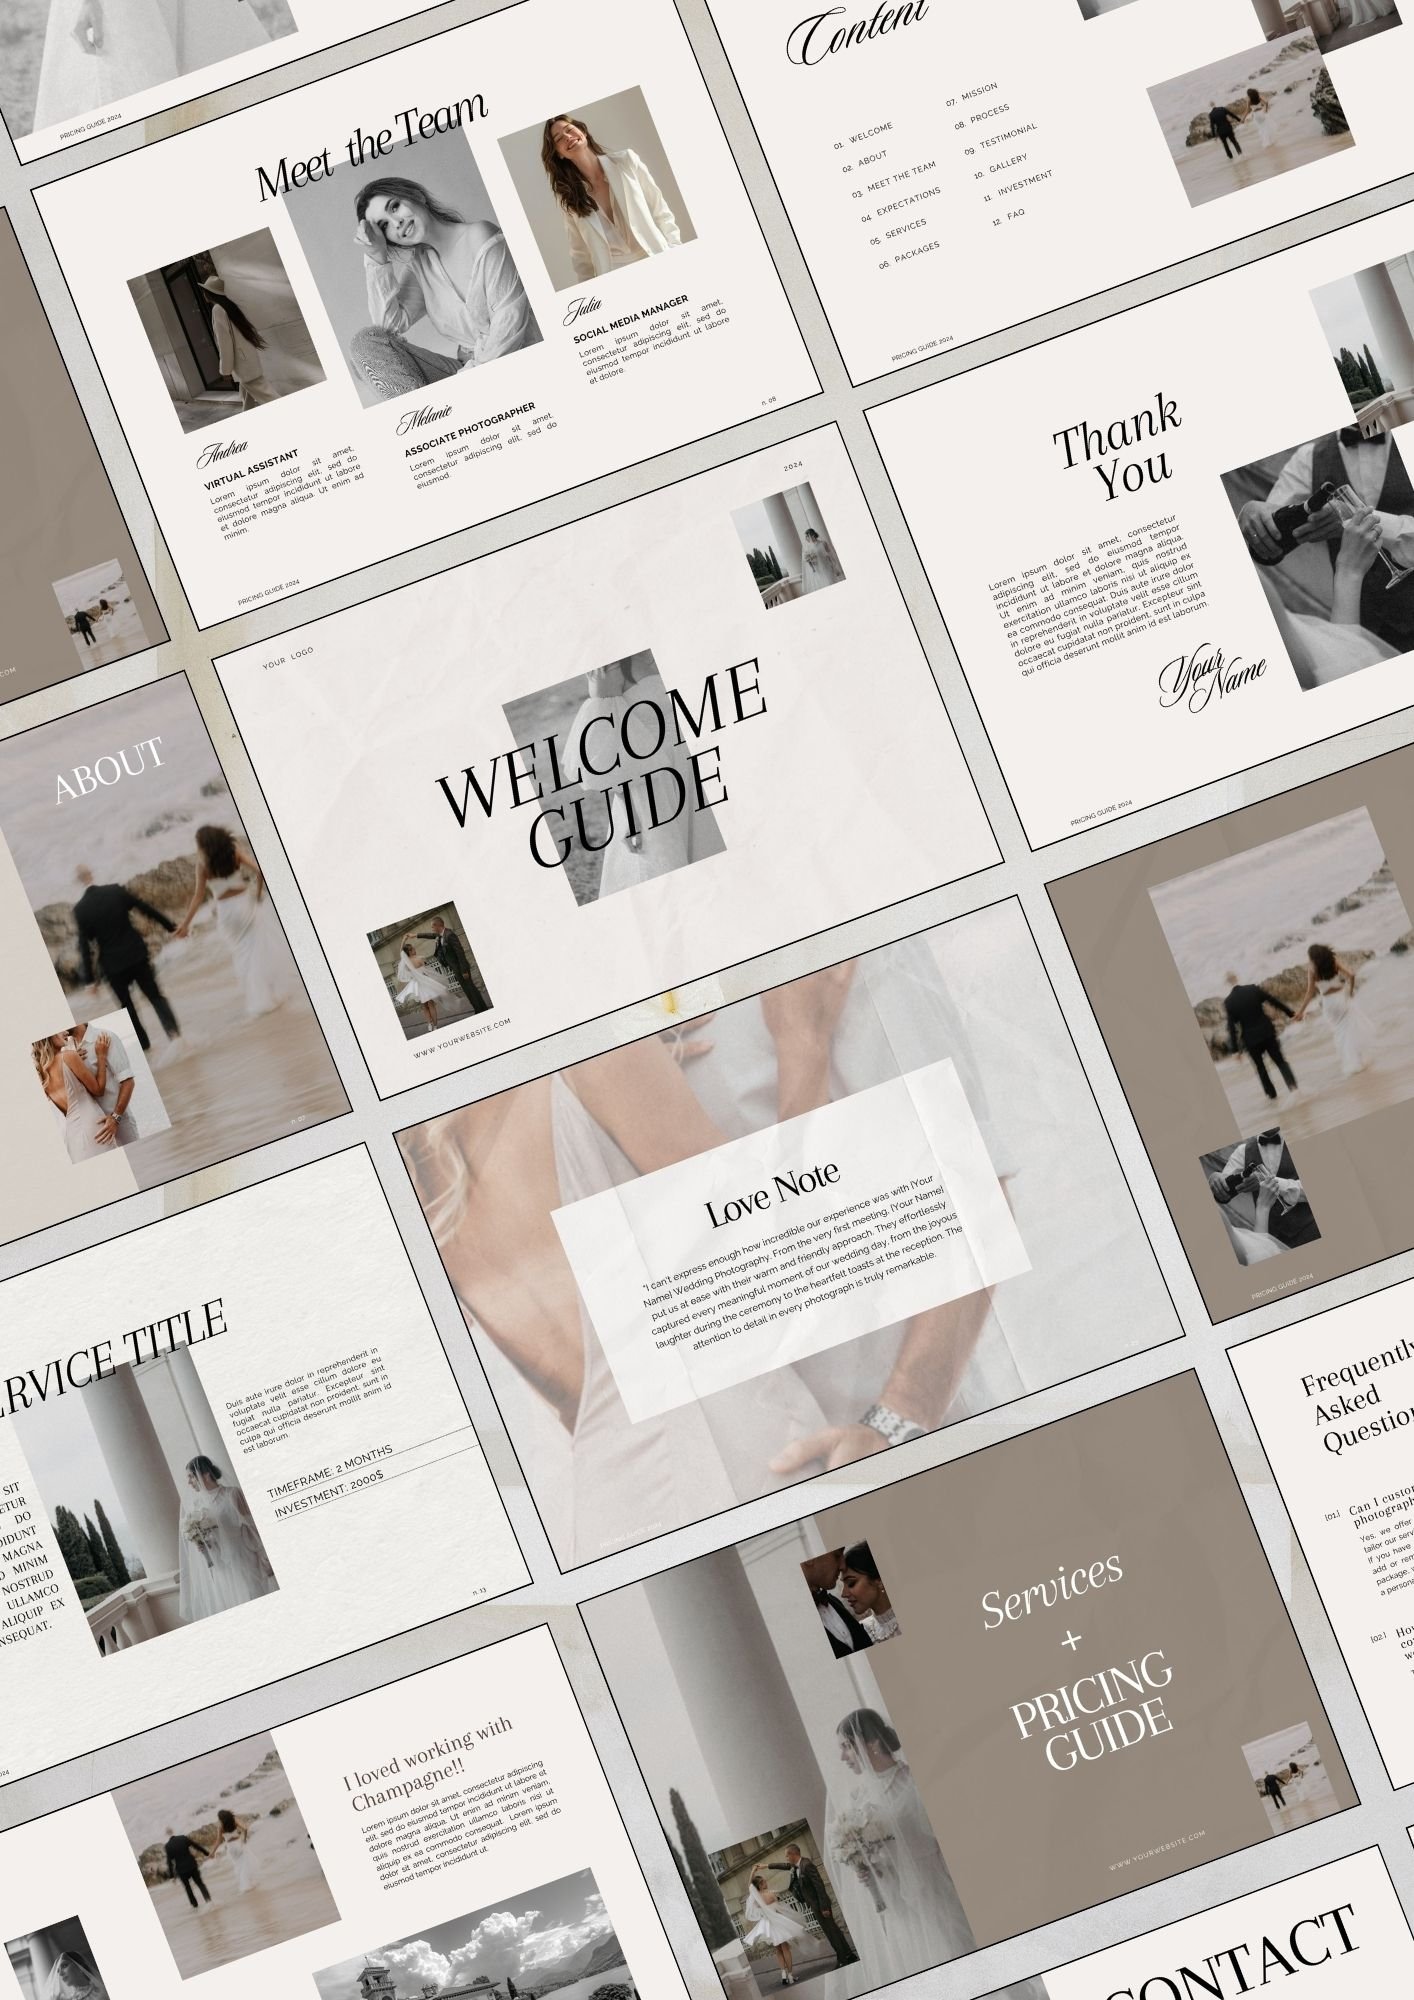 PRICING GUIDE 2024
Meet the Team
Andrea
VIRTUAL ASSISTANT
Lorem ipsum dolor sit amet,
consectetur adipiscing elit, sed do
eiusmod tempor incididunt ut labore
et dolore magna aliqua. Ut enim ad
minim.
Melanie
ASSOCIATE PHOTOGRAPHER
Lorem ipsum dolor sit amet,
consectetur adipiscing elit, sed do
eiusmod.
Julia
SOCIAL MEDIA MANAGER
Lorem ipsum dolor sit amet,
consectetur adipiscing elit, sed do
eiusmod tempor incididunt ut labore
et dolore.
PRICING GUIDE 2024
n. 08
Content
01. WELCOME
02. ABOUT
03. MEET THE TEAM
04. EXPECTATIONS
05. SERVICES
06. PACKAGES
07. MISSION
08. PROCESS
09. TESTIMONIAL
10. GALLERY
11. INVESTMENT
12. FAQ
PRICING GUIDE 2024
Thank
You
Lorem ipsum dolor sit amet, consectetur
adipiscing elit, sed do eiusmod tempor
incididunt ut labore et dolore magna aliqua.
Ut enim ad minim veniam, quis nostrud
exercitation ullamco laboris nisi ut aliquip ex
ea commodo consequat. Duis aute irure dolor
in reprehenderit in voluptate velit esse cillum
dolore eu fugiat nulla pariatur. Excepteur sint
occaecat cupidatat non proident, sunt in culpa
qui officia deserunt mollit anim id est laborum.
Your
Name
PRICING GUIDE 2024
.COM
ABOUT
n. 07
YOUR LOGO
2024
WELCOME
GUIDE
WWW.YOURWEBSITE.COM
Love Note
"I can't express enough how incredible our experience was with [Your
Name] Wedding Photography. From the very first meeting, [Your Name]
put us at ease with their warm and friendly approach. They effortlessly
captured every meaningful moment of our wedding day, from the joyous
laughter during the ceremony to the heartfelt toasts at the reception. The
attention to detail in every photograph is truly remarkable.
PRICING GUIDE 2024
PRICING GUIDE 2024
RVICE TITLE
Duis aute irure dolor in reprehenderit in
voluptate velit esse cillum dolore eu
fugiat nulla pariatur. Excepteur sint
occaecat cupidatat non proident, sunt in
culpa qui officia deserunt mollit anim id
est laborum.
TIMEFRAME: 2 MONTHS
INVESTMENT: 2000$
SIT
ETUR
DO
DIDUNT
MAGNA
D MINIM
NOSTRUD
ULLAMCO
ALIQUIP EX
NSEQUAT.
n. 13
Services
+
PRICING
GUIDE
WWW.YOURWEBSITE.COM
Frequently
Asked
Question
[01.] Can I custo
photograph
Yes, we offer
tailor our serv
if you have
add or rem
package,
a persona
[02.] How
co
w
I loved working with
Champagne!!
Lorem ipsum dolor sit amet, consectetur adipiscing
elit, sed do eiusmod tempor incididunt ut labore et
dolore magna aliqua. Ut enim ad minim veniam,
quis nostrud exercitation ullamco laboris nisi ut
aliquip ex ea commodo consequat. Lorem ipsum
dolor sit amet, consectetur adipiscing elit, sed do
eiusmod tempor incididunt ut.
CONTACT